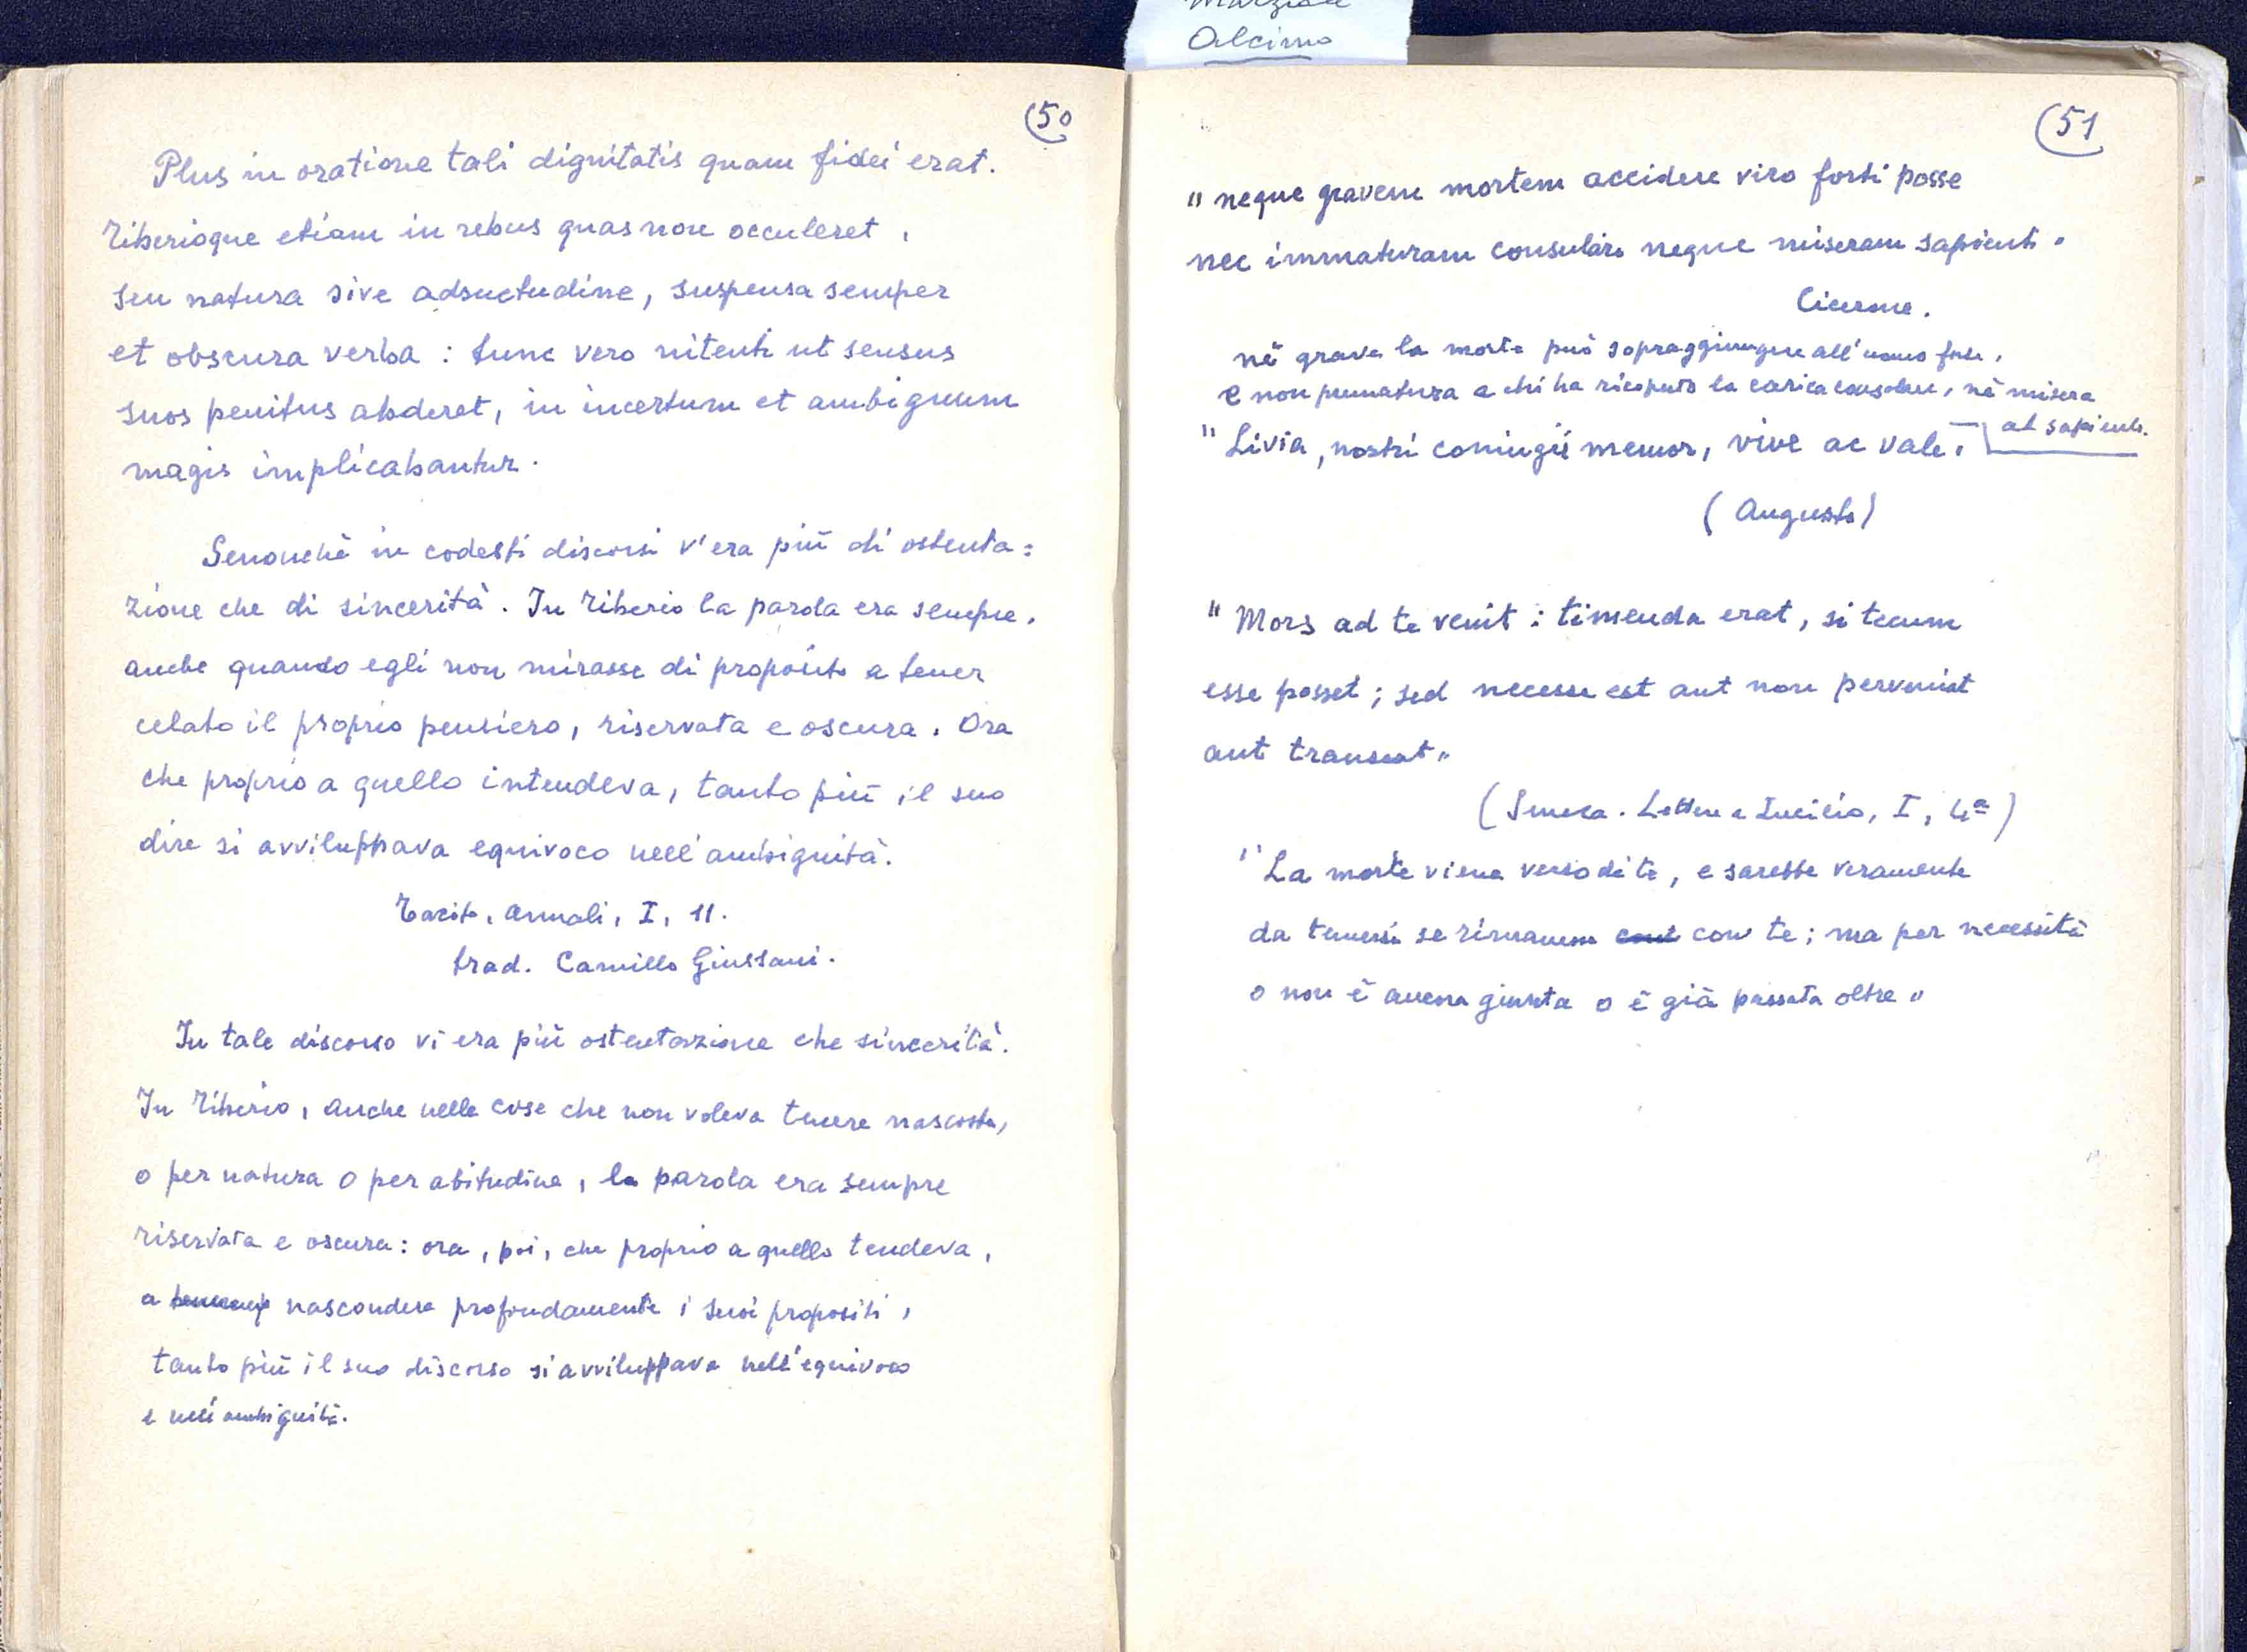 Marziale
Alcimo
50
Plus in oratione tali dignitatis quam fidei erat.
Tiberioque etiam in rebus quas non occuleret,
seu natura sive adsuetudine, suspensa semper
et obscura verba : tunc vero nitenti ut sensus
suos penitus abderet, in incertum et ambiguum
magis implicabantur.
Senonchè in codesti discorsi v'era più di ostenta=
zione che di sincerità. In Tiberio la parola era sempre,
anche quando egli non mirasse di proposito a tener
celato il proprio pensiero, riservata e oscura. Ora
che proprio a quello intendeva, tanto più il suo
dire si avviluppava equivoco nell'ambiguità.
Tacito, Annali, I, 11.
trad. Camillo Giussani.
In tale discorso vi era più ostentazione che sincerità.
In Tiberio, anche nelle cose che non voleva tenere nascoste,
o per natura o per abitudine, la parola era sempre
riservata e oscura: ora, poi, che proprio a quello tendeva,
a nascondere profondamente i suoi propositi,
tanto più il suo discorso si avviluppava nell'equivoco
e nell'ambiguità.
51
" neque gravem mortem accidere viro forti posse
nec immaturam consulari neque miseram sapienti "
Cicerone.
nè grave la morte può sopraggiungere all'uomo forte,
e non prematura a chi ha ricoperto la carica consolare, nè misera
al sapiente.
" Livia, nostri coniugii memor, vive ac vale "
(Augusto)
" Mors ad te venit : timenda erat, si tecum
esse posset ; sed necesse est aut non perveniat
aut transeat "
(Seneca. Lettere a Lucilio, I, 4ª)
" La morte viene verso di te, e sarebbe veramente
da temersi se rimanesse con te ; ma per necessità
o non è ancora giunta o è già passata oltre "